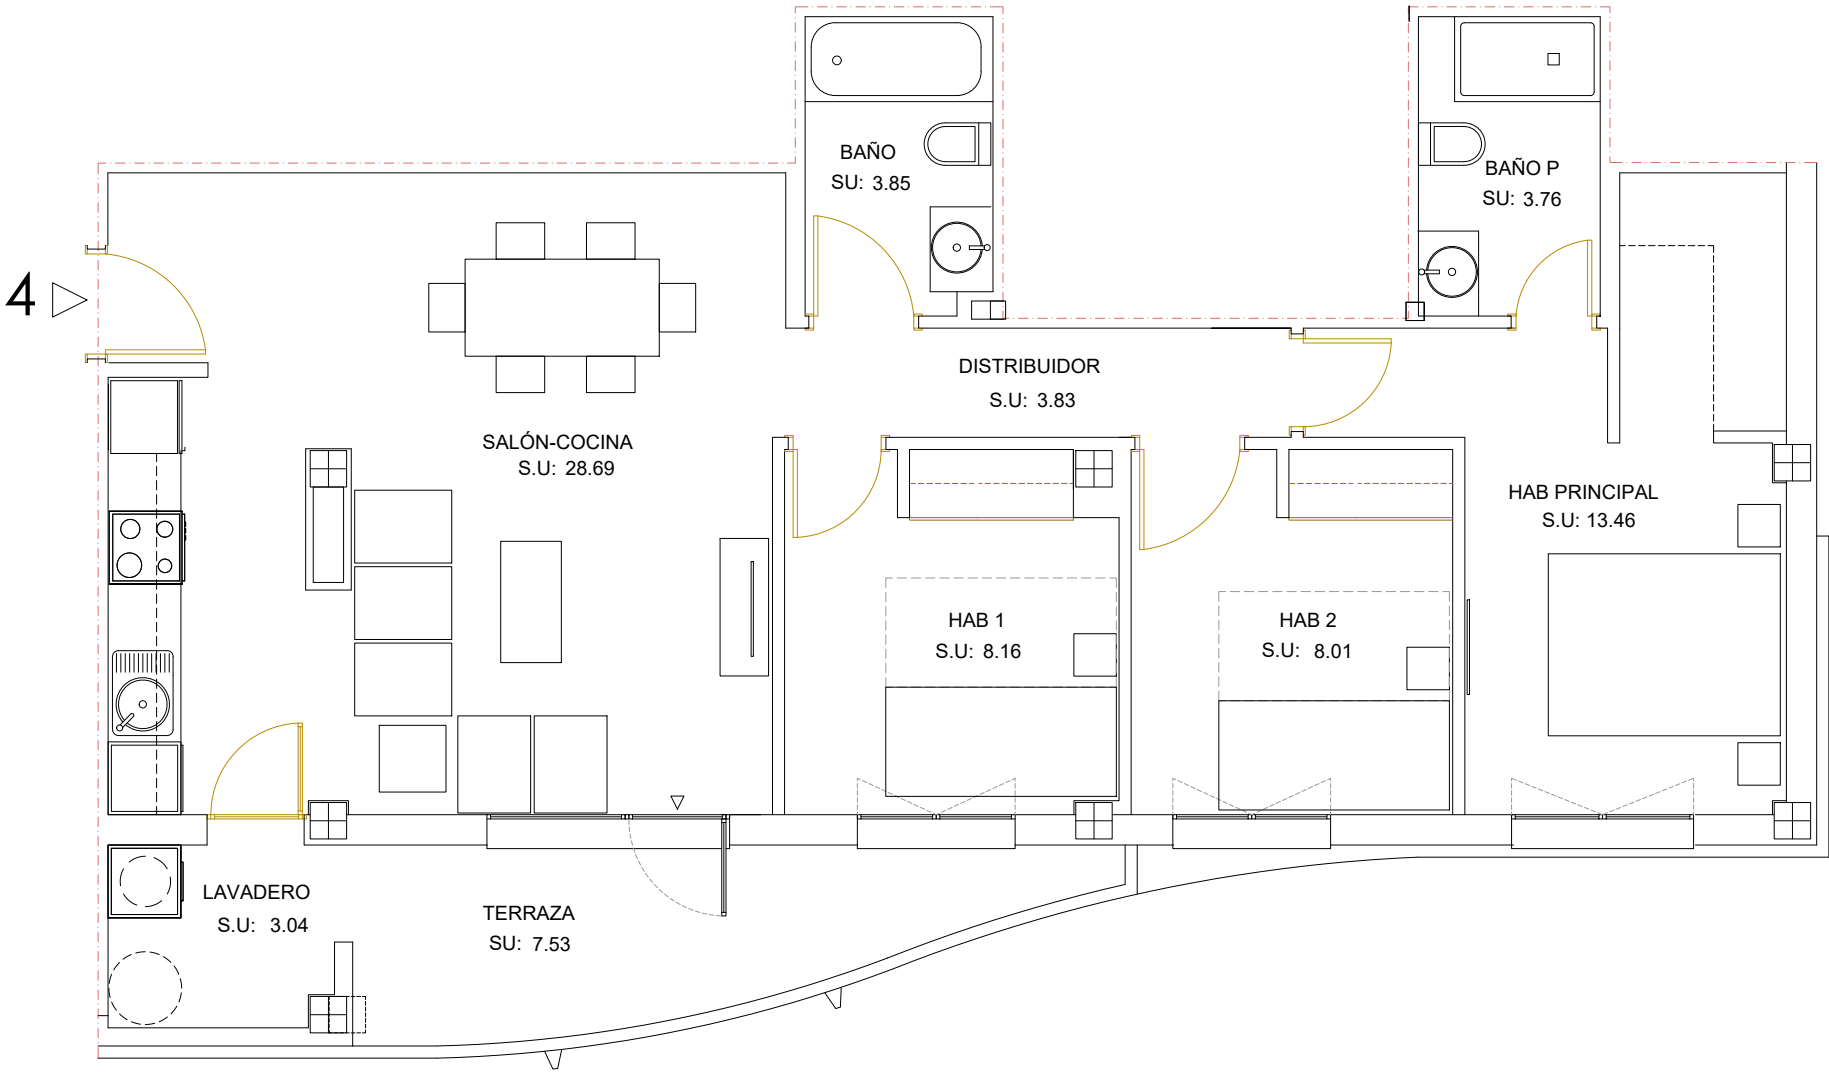 BAÑO
SU: 3.85
BAÑO P
SU: 3.76
4
DISTRIBUIDOR
S.U: 3.83
SALÓN-COCINA
S.U: 28.69
HAB PRINCIPAL
S.U: 13.46
HAB 1
S.U: 8.16
HAB 2
S.U: 8.01
LAVADERO
S.U: 3.04
TERRAZA
SU: 7.53